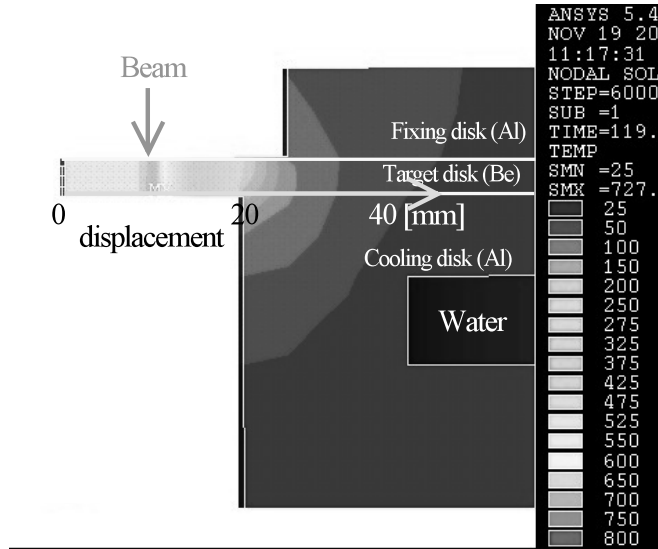 Beam
Fixing disk (Al)
Target disk (Be)
0
20
40 [mm]
displacement
Cooling disk (Al)
Water
ANSYS 5.4
NOV 19 20
11:17:31
NODAL SOL
STEP=6000
SUB =1
TIME=119.
TEMP
SMN =25
SMX =727.
25
50
100
150
200
250
275
325
375
425
475
525
550
600
650
700
750
800